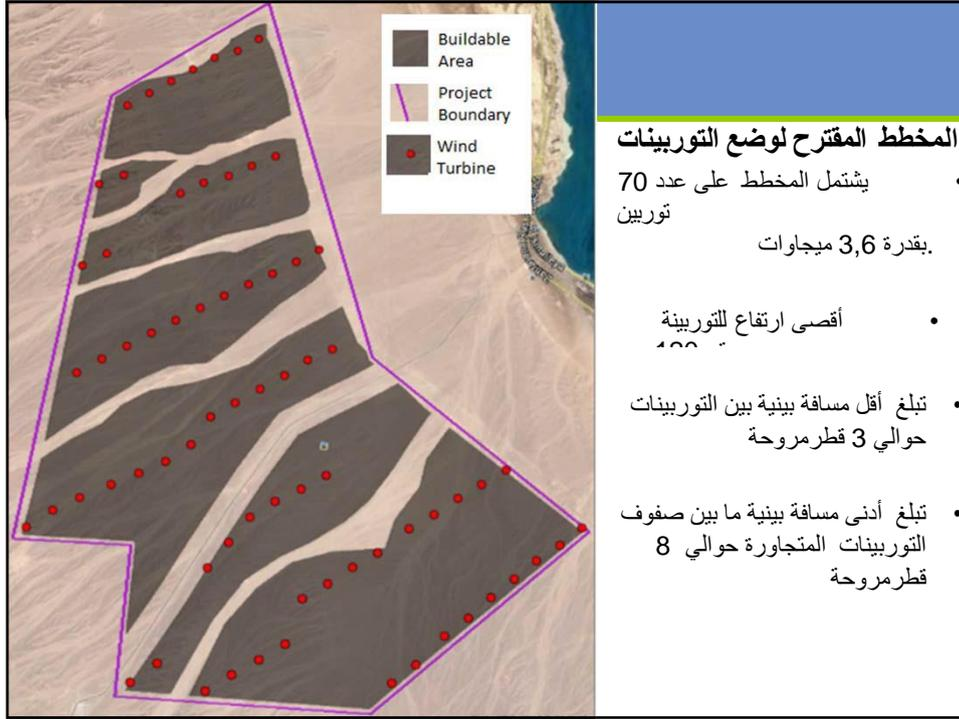 Buildable
Area
Project
Boundary
Wind
Turbine
المخطط المقترح لوضع التوربينات
• يشتمل المخطط على عدد 70
توربين
بقدرة 3,6 ميجاوات.
• أقصى ارتفاع للتوربينة
• تبلغ أقل مسافة بينية بين التوربينات
حوالي 3 قطرمروحة
• تبلغ أدنى مسافة بينية ما بين صفوف
التوربينات المتجاورة حوالي 8
قطرمروحة